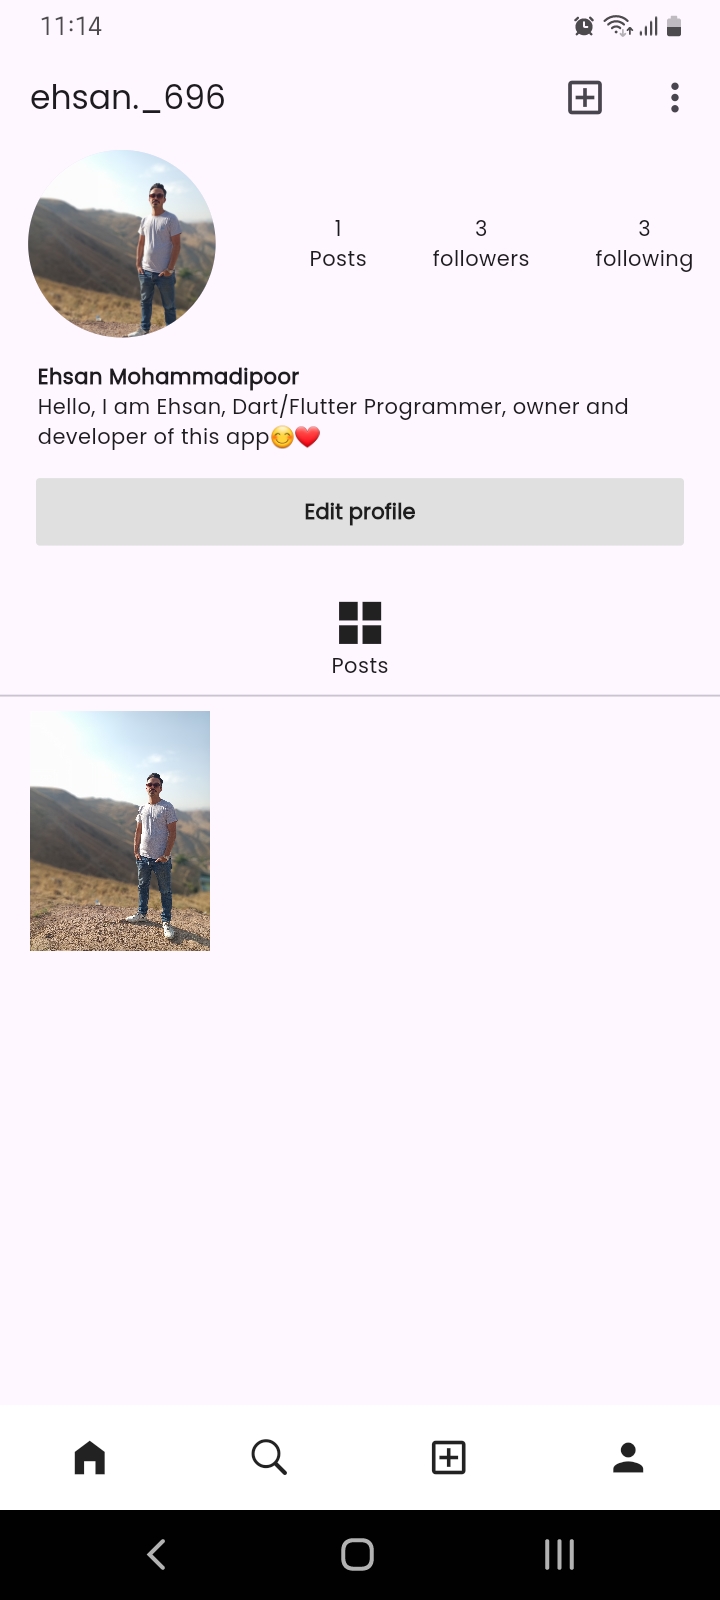 11:14
ehsan._696
1
Posts
3
followers
3
following
Ehsan Mohammadipoor
Hello, I am Ehsan, Dart/Flutter Programmer, owner and
developer of this app😊❤️
Edit profile
Posts